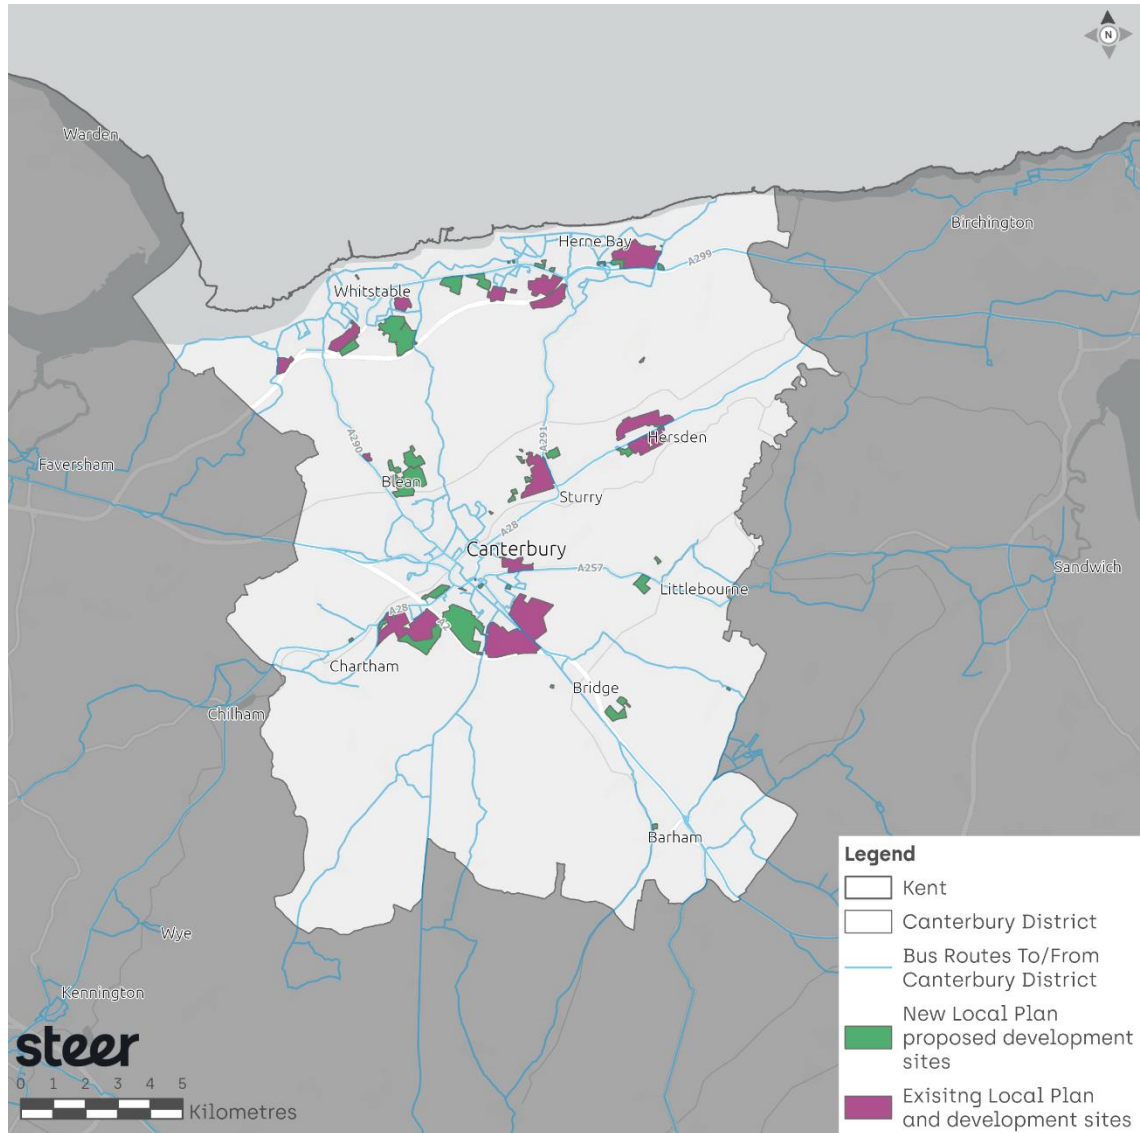 N
Warden
Birchington
Herne Bay
A299
Whitstable
A290
A291
Hersden
Faversham
Blean
Sturry
A28
Canterbury
A257
Sandwich
Littlebourne
A28
A2
Chartham
Bridge
Chilham
Barham
Wye
Kennington
steer
0 1 2 3 4 5
Kilometres
Legend
Kent
Canterbury District
Bus Routes To/From
Canterbury District
New Local Plan
proposed development
sites
Exisitng Local Plan
and development sites